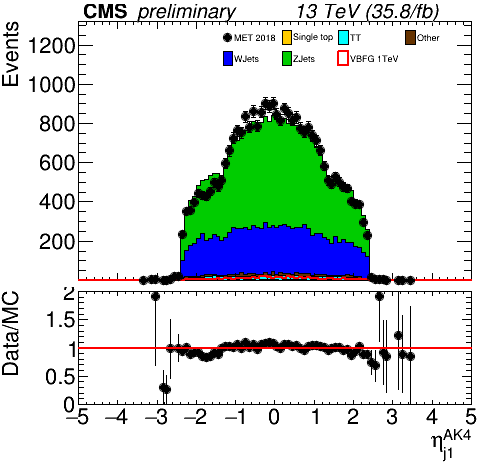 CMS preliminary 13 TeV (35.8/fb)
Events
MET 2018 Single top TT Other
WJets ZJets VBFG 1TeV
1200
1000
800
600
400
200
Data/MC
2
1.5
1
0.5
0
−5 −4 −3 −2 −1 0 1 2 3 4 5
η_{j1}^{AK4}